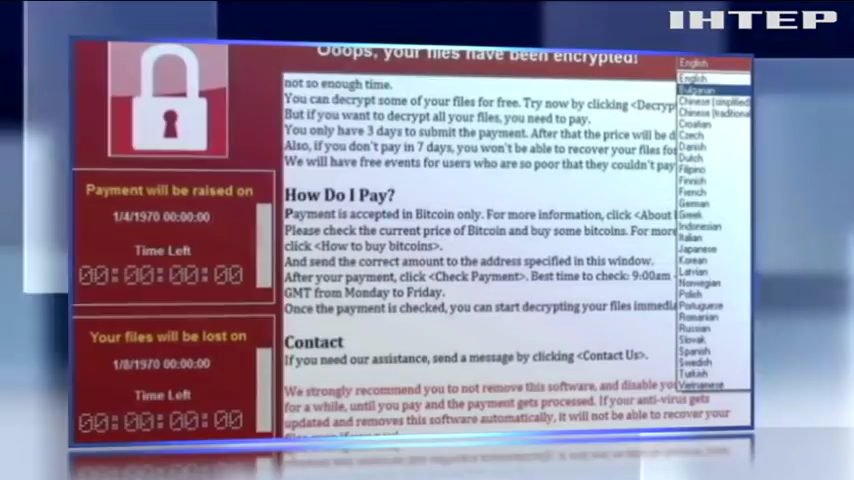 ІНТЕР
Ooops, your files have been encrypted!
English
not so enough time.
You can decrypt some of your files for free. Try now by clicking <Decryp
But if you want to decrypt all your files, you need to pay.
You only have 3 days to submit the payment. After that the price will be d
Also, if you don't pay in 7 days, you won't be able to recover your files fo
We will have free events for users who are so poor that they couldn't pay
How Do I Pay?
Payment is accepted in Bitcoin only. For more information, click <About
Please check the current price of Bitcoin and buy some bitcoins. For more
click <How to buy bitcoins>.
And send the correct amount to the address specified in this window.
After your payment, click <Check Payment>. Best time to check: 9:00am
GMT from Monday to Friday.
Once the payment is checked, you can start decrypting your files immedia
Contact
If you need our assistance, send a message by clicking <Contact Us>.
We strongly recommend you to not remove this software, and disable you
for a while, until you pay and the payment gets processed. If your anti-virus gets
updated and removes this software automatically, it will not be able to recover your
Payment will be raised on
1/4/1970 00:00:00
Time Left
00:00:00:00
Your files will be lost on
1/8/1970 00:00:00
Time Left
00:00:00:00
English
Bulgarian
Chinese (simplified)
Chinese (traditional
Croatian
Czech
Danish
Dutch
Filipino
Finnish
French
German
Greek
Indonesian
Italian
Japanese
Korean
Latvian
Norwegian
Polish
Portuguese
Romanian
Russian
Slovak
Spanish
Swedish
Turkish
Vietnamese